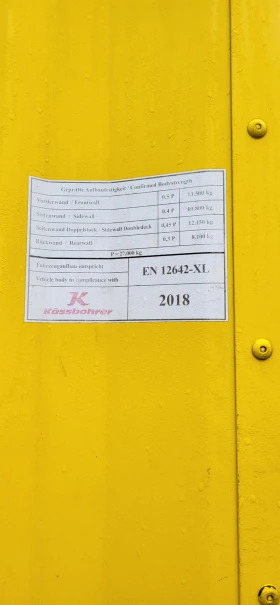 Geprüfte Aufbaufestigkeit / Confirmed Bodystrength
Vorderwand / Frontwall 0,5 P 13.500 kg
Seitenwand / Sidewall 0,4 P 10.800 kg
Seitenwand Doppelstock / Sidewall Doubledeck 0,45 P 12.150 kg
Rückwand / Rearwall 0,3 P 8.100 kg
P = 27.000 kg
Fahrzeugaufbau entspricht
Vehicle body in compliance with
EN 12642-XL
K
Kässbohrer
2018